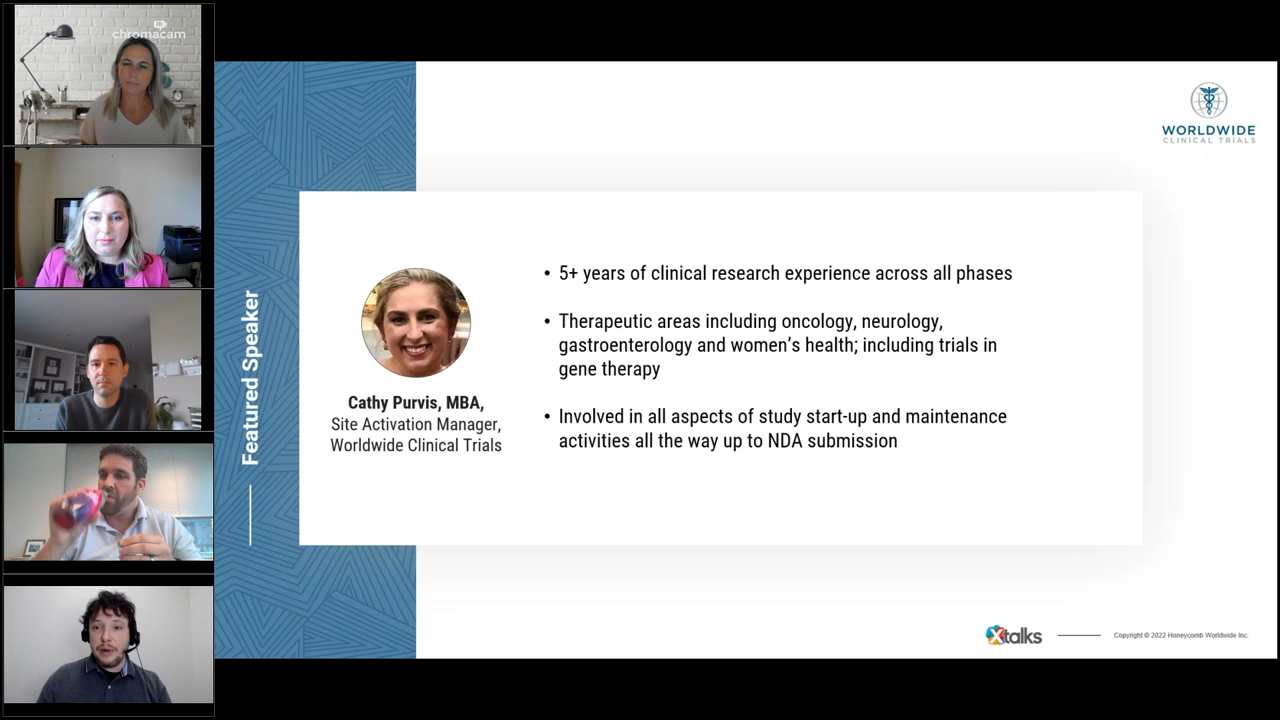 chromacam
WORLDWIDE
CLINICAL TRIALS
Featured Speaker
Cathy Purvis, MBA,
Site Activation Manager,
Worldwide Clinical Trials
• 5+ years of clinical research experience across all phases
• Therapeutic areas including oncology, neurology,
gastroenterology and women’s health; including trials in
gene therapy
• Involved in all aspects of study start-up and maintenance
activities all the way up to NDA submission
Xtalks
Copyright © 2022 Honeycomb Worldwide Inc.